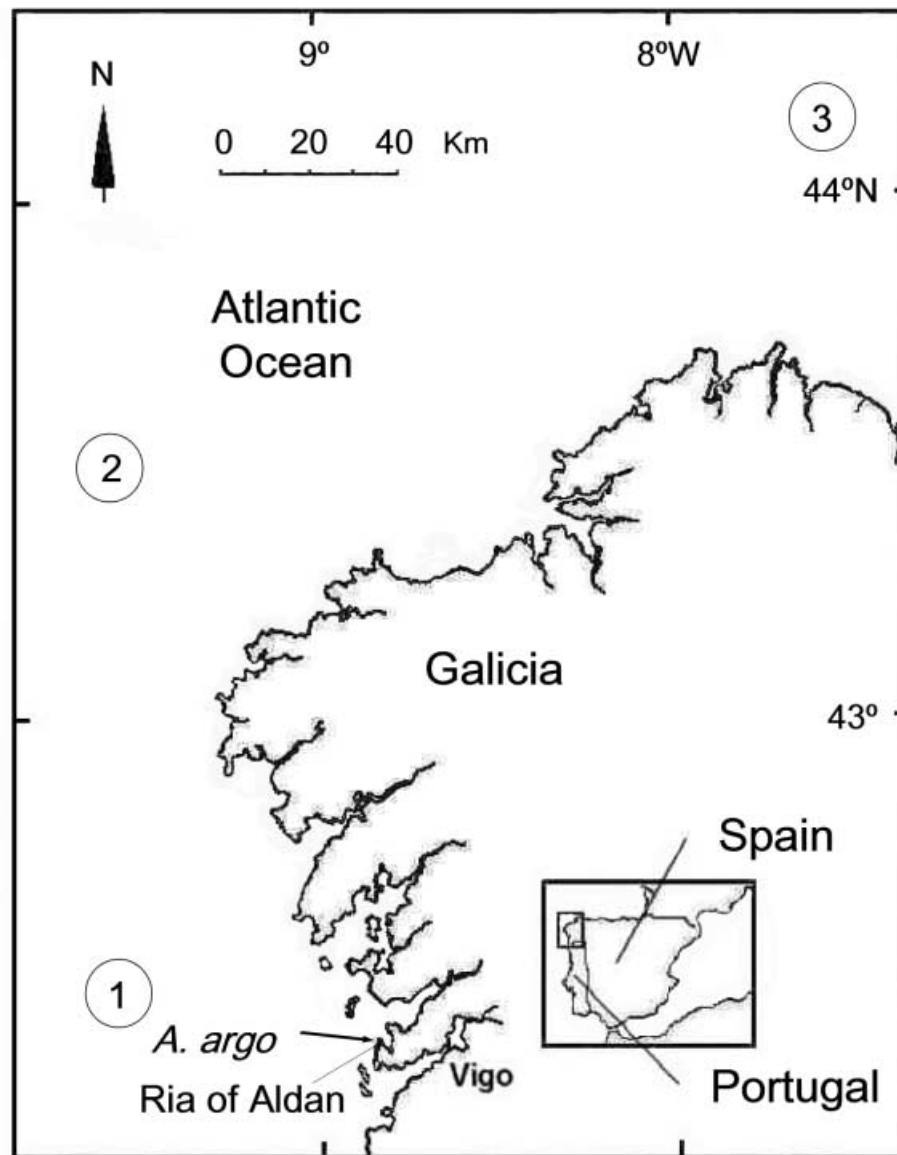 9º
8ºW
N
3
0 20 40 Km
44ºN
Atlantic
Ocean
2
Galicia
43º
Spain
1
A. argo
Ria of Aldan
Vigo
Portugal